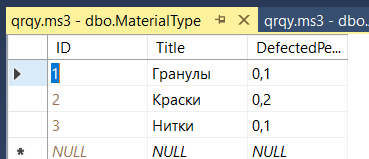 qrqy.ms3 - dbo.MaterialType qrqy.ms3 - dbo.
ID Title DefectedPe...
1 Гранулы 0,1
2 Краски 0,2
3 Нитки 0,1
* NULL NULL NULL